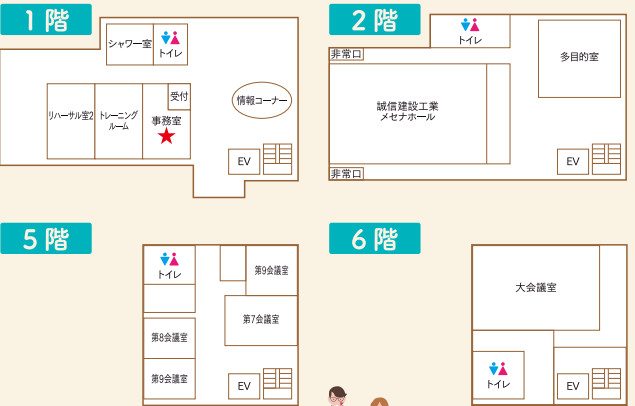 1階
シャワー室
トイレ
受付
リハーサル室2
トレーニング
ルーム
事務室
情報コーナー
EV
2階
トイレ
非常口
多目的室
誠信建設工業
メセナホール
非常口
EV
5階
トイレ
第9会議室
第7会議室
第8会議室
第9会議室
EV
6階
大会議室
トイレ
EV